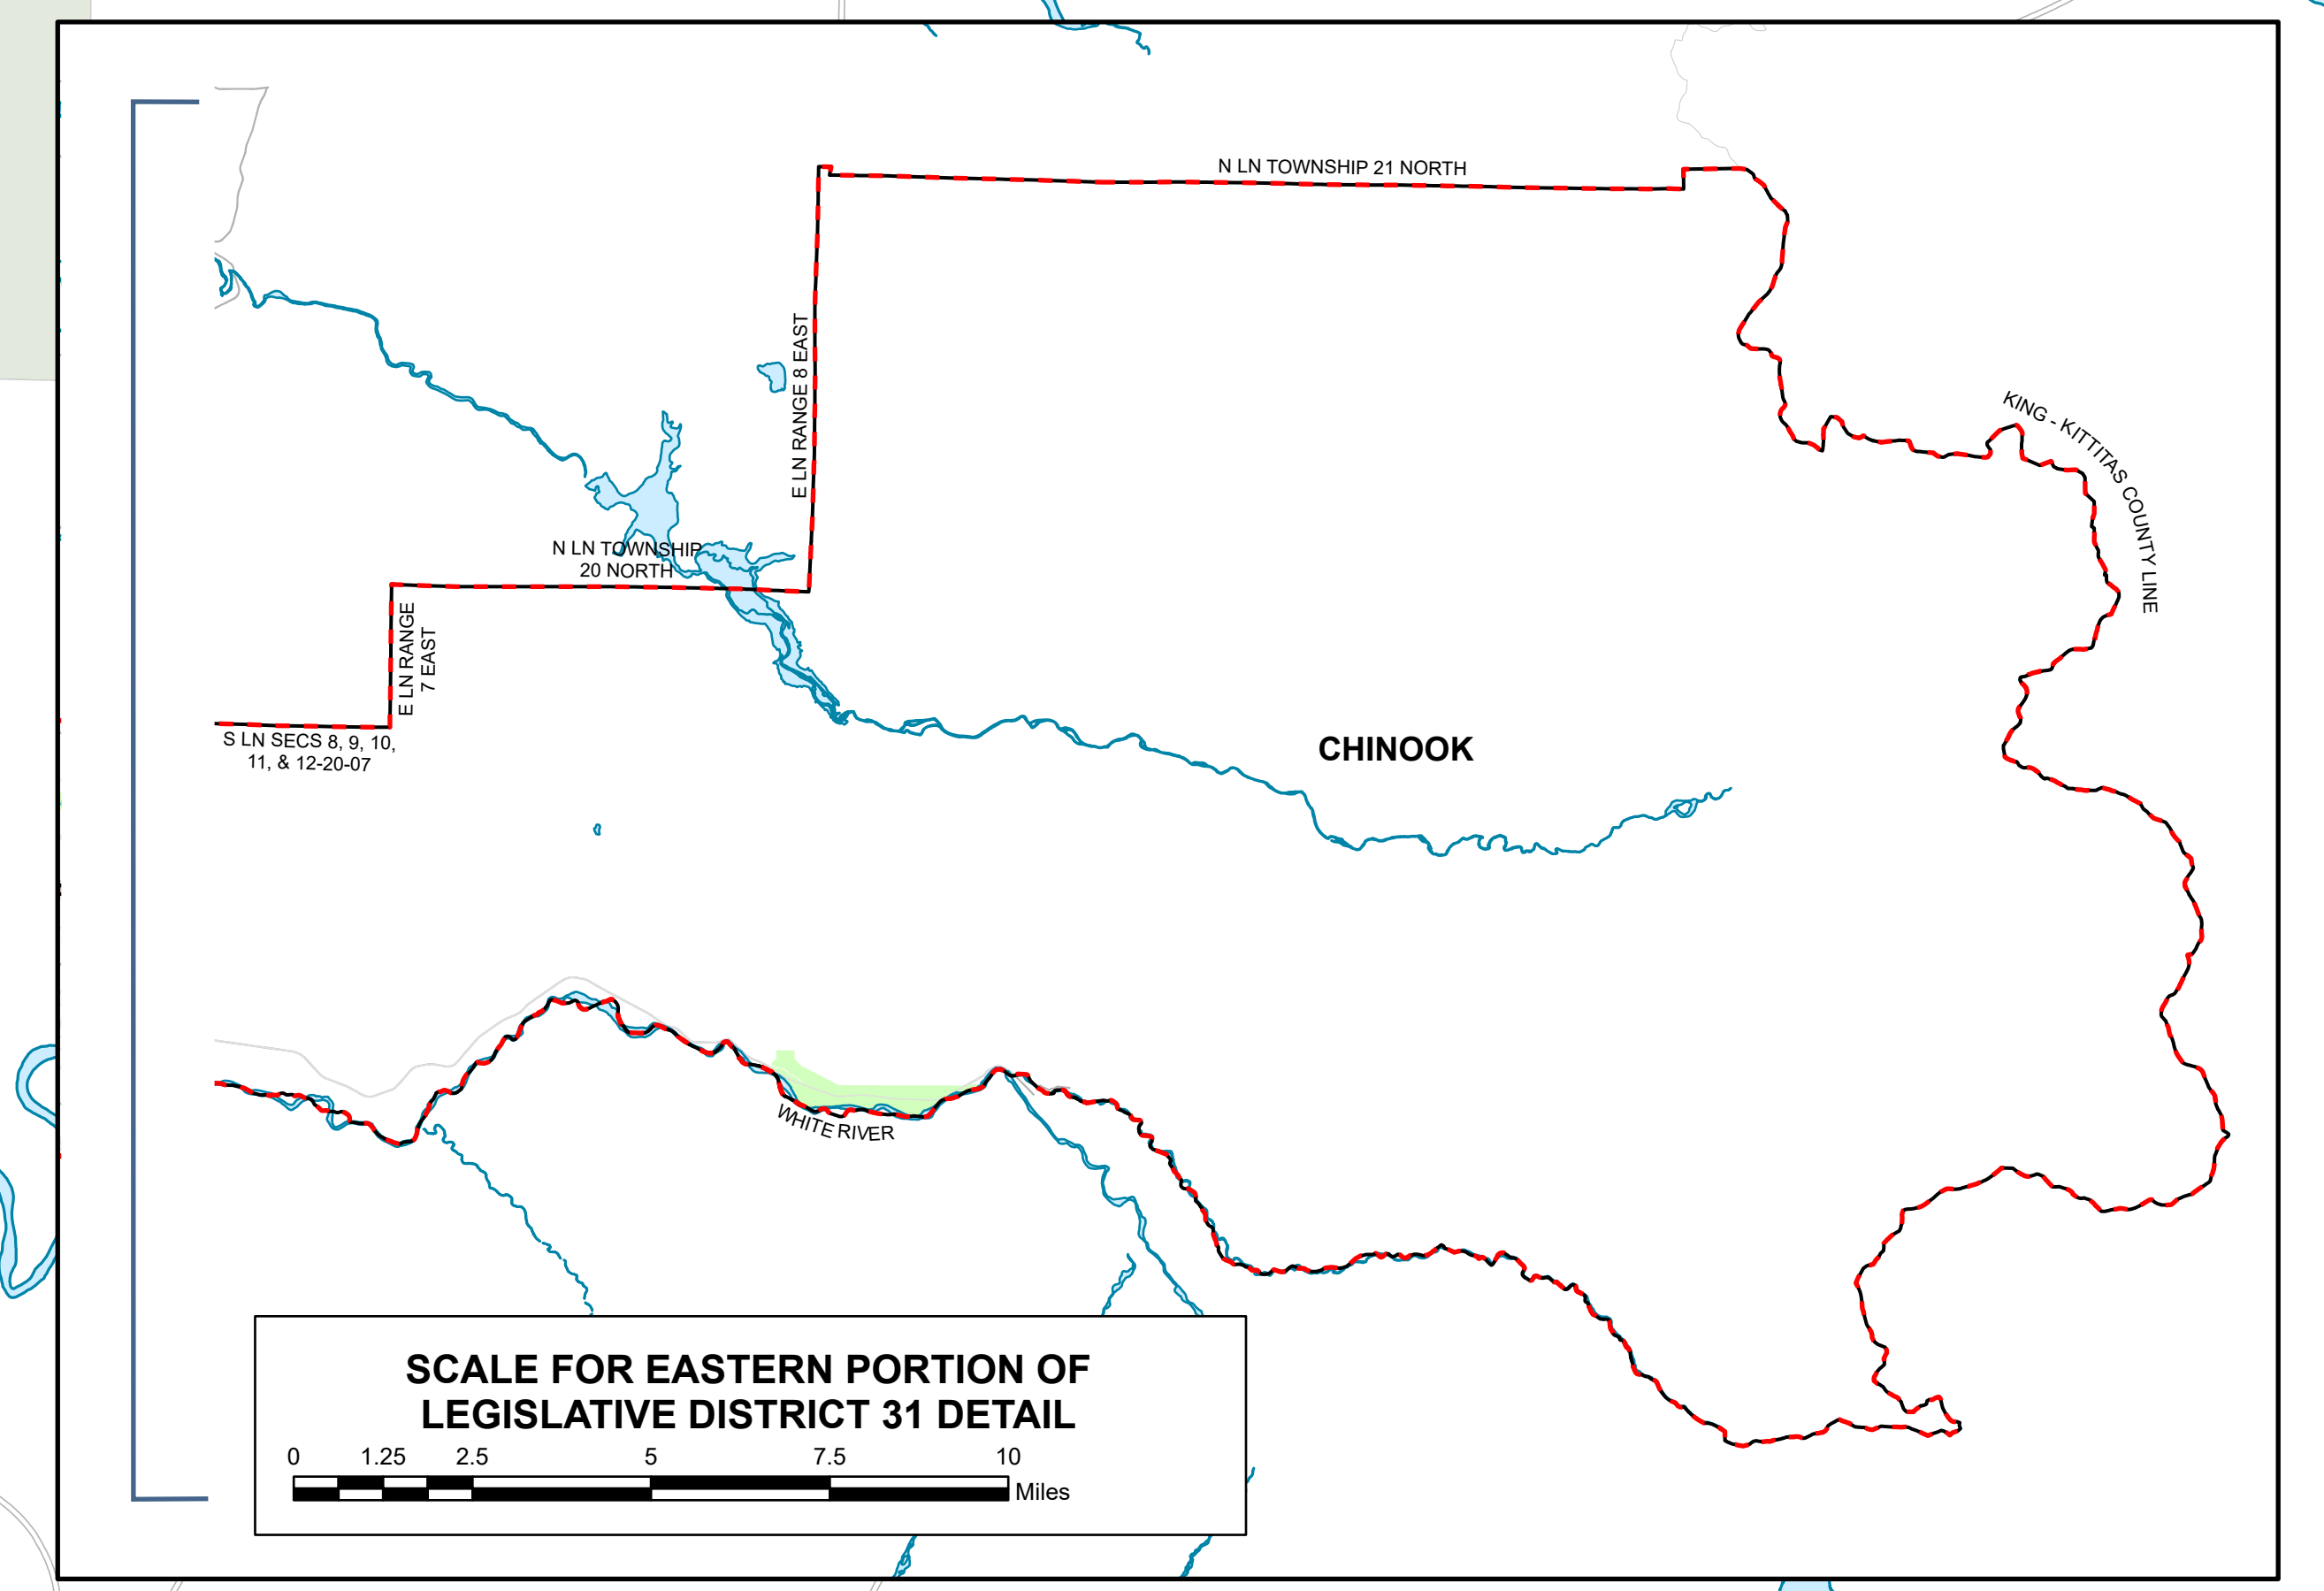 N LN TOWNSHIP 21 NORTH
E LN RANGE 8 EAST
KING - KITTITAS COUNTY LINE
N LN TOWNSHIP
20 NORTH
E LN RANGE
7 EAST
S LN SECS 8, 9, 10,
11, & 12-20-07
CHINOOK
WHITE RIVER
SCALE FOR EASTERN PORTION OF
LEGISLATIVE DISTRICT 31 DETAIL
0 1.25 2.5 5 7.5 10
Miles